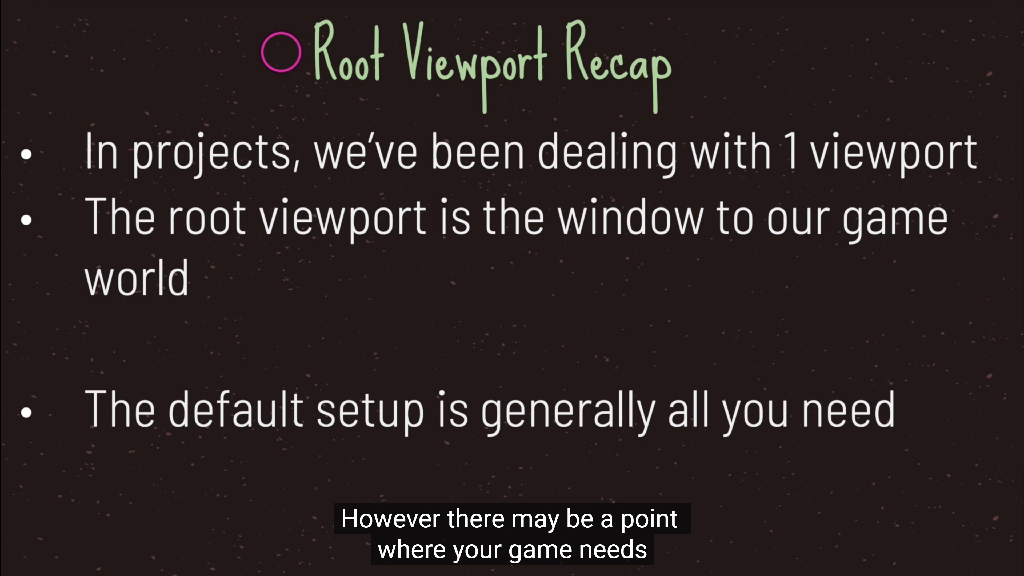 Root Viewport Recap
• In projects, we’ve been dealing with 1 viewport
• The root viewport is the window to our game
world
• The default setup is generally all you need
However there may be a point
where your game needs